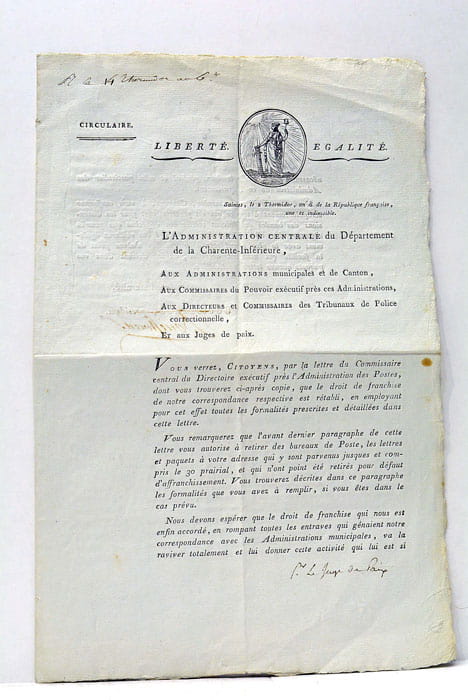 R le 14 Thermidor an 6.e
CIRCULAIRE.
LIBERTÉ. EGALITÉ.
Saintes, le 2 Thermidor, an 6 de la République française,
une et indivisible.
L'ADMINISTRATION CENTRALE du Département
de la Charente-Inférieure,
AUX ADMINISTRATIONS municipales et de Canton,
AUX COMMISSAIRES du Pouvoir exécutif près ces Administrations,
AUX DIRECTEURS et COMMISSAIRES des Tribunaux de Police
correctionnelle,
Et aux Juges de paix.
VOUS verrez, CITOYENS, par la lettre du Commissaire
central du Directoire exécutif près l'Administration des Postes,
dont vous trouverez ci-après copie, que le droit de franchise
de notre correspondance respective est rétabli, en employant
pour cet effet toutes les formalités prescrites et détaillées dans
cette lettre.
Vous remarquerez que l'avant dernier paragraphe de cette
lettre vous autorise à retirer des bureaux de Poste, les lettres
et paquets à votre adresse qui y sont parvenus jusques et com-
pris le 30 prairial, et qui n'ont point été retirés pour défaut
d'affranchissement. Vous trouverez décrites dans ce paragraphe
les formalités que vous avez à remplir, si vous êtes dans le
cas prévu.
Nous devons espérer que le droit de franchise qui nous est
enfin accordé, en rompant toutes les entraves qui gênaient notre
correspondance avec les Administrations municipales, va la
raviver totalement et lui donner cette activité qui lui est si
Pr. Le Juge de Paix